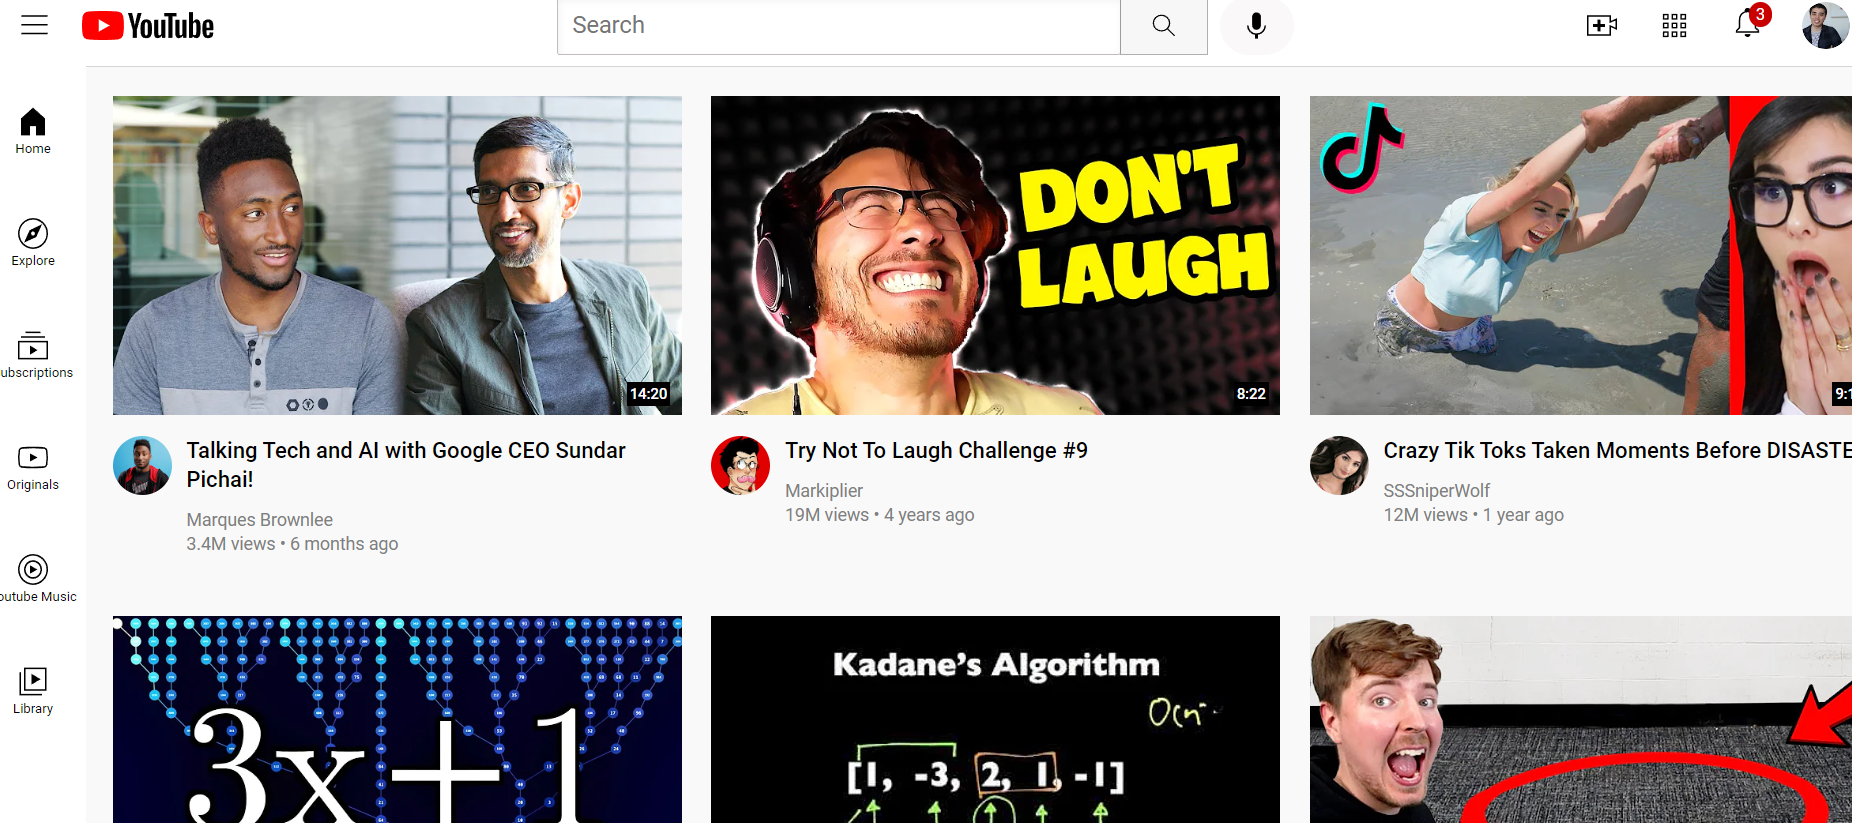 YouTube
Search
3
Home
Explore
ubscriptions
Originals
outube Music
Library
DON'T
LAUGH
14:20
8:22
9:1
Talking Tech and AI with Google CEO Sundar
Pichai!
Marques Brownlee
3.4M views • 6 months ago
Try Not To Laugh Challenge #9
Markiplier
19M views • 4 years ago
Crazy Tik Toks Taken Moments Before DISASTE
SSSniperWolf
12M views • 1 year ago
3x+1
Kadane's Algorithm
[1, -3, 2, 1, -1]